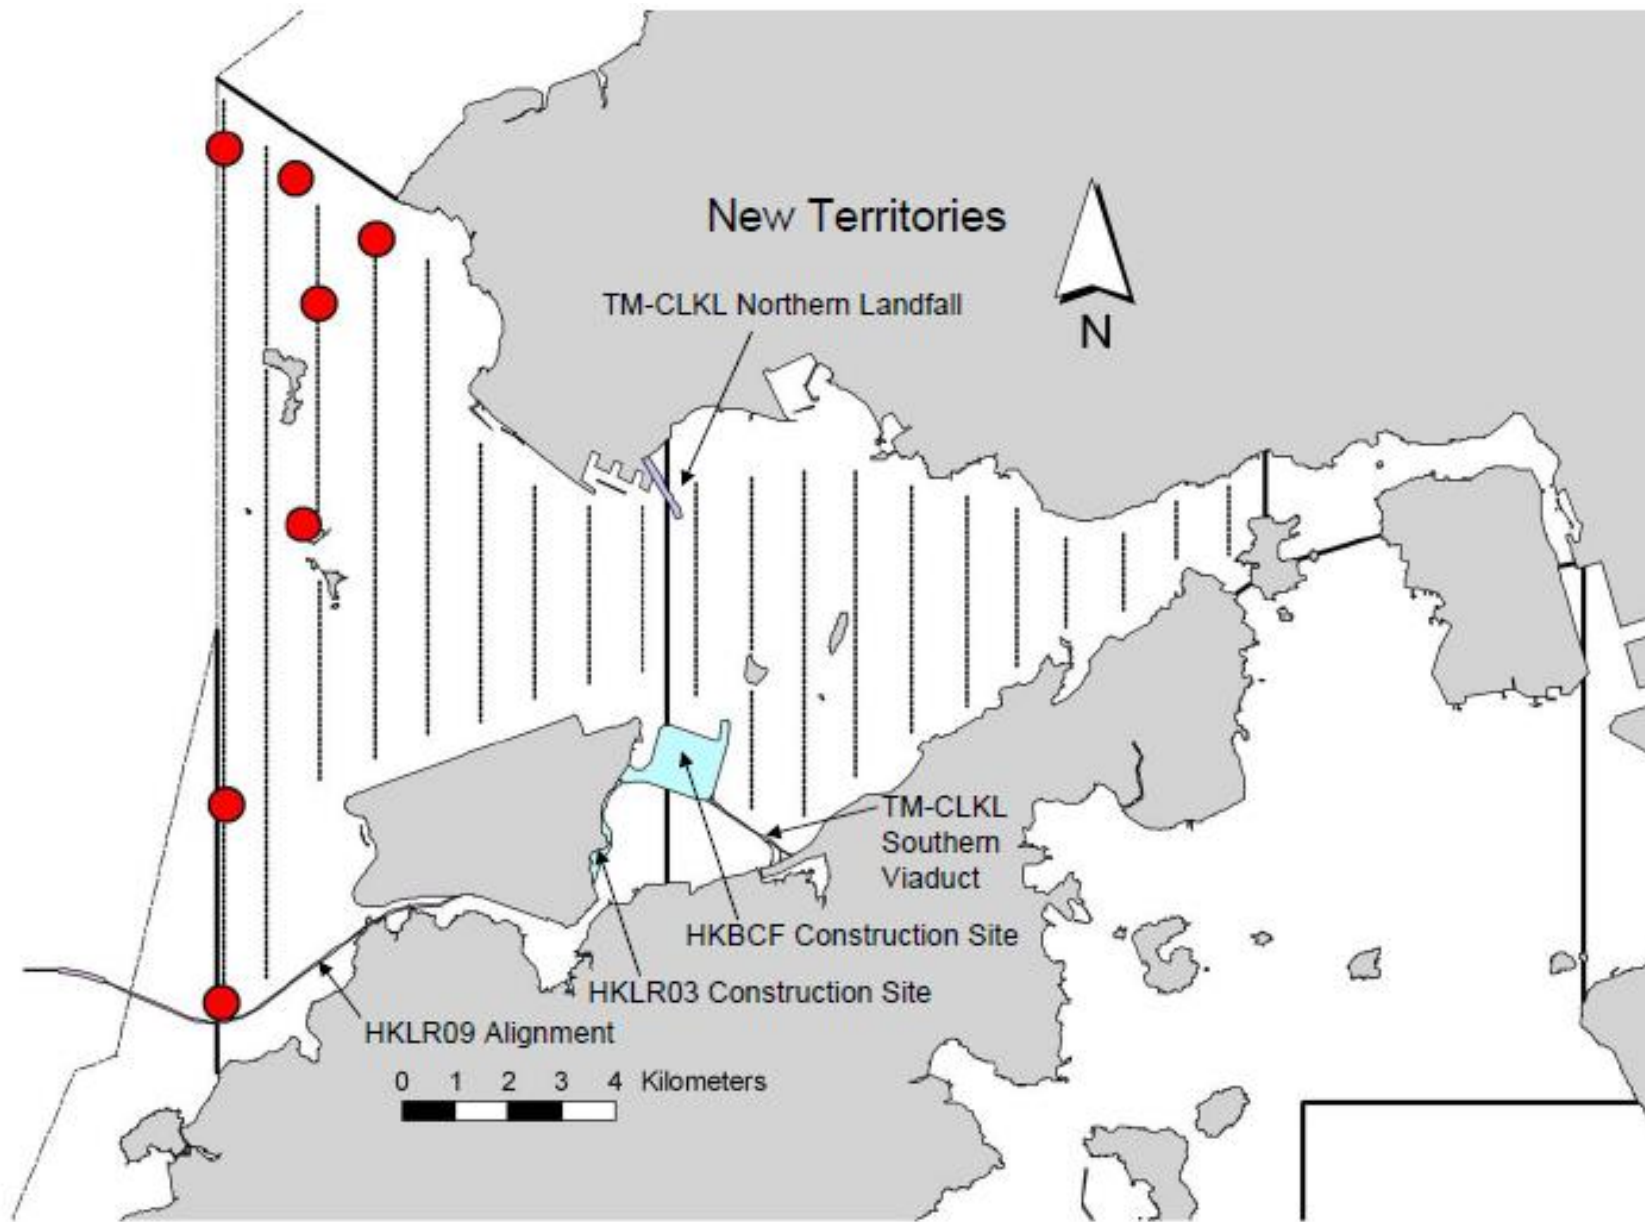 New Territories
TM-CLKL Northern Landfall
N
TM-CLKL
Southern
Viaduct
HKBCF Construction Site
HKLR03 Construction Site
HKLR09 Alignment
0 1 2 3 4 Kilometers